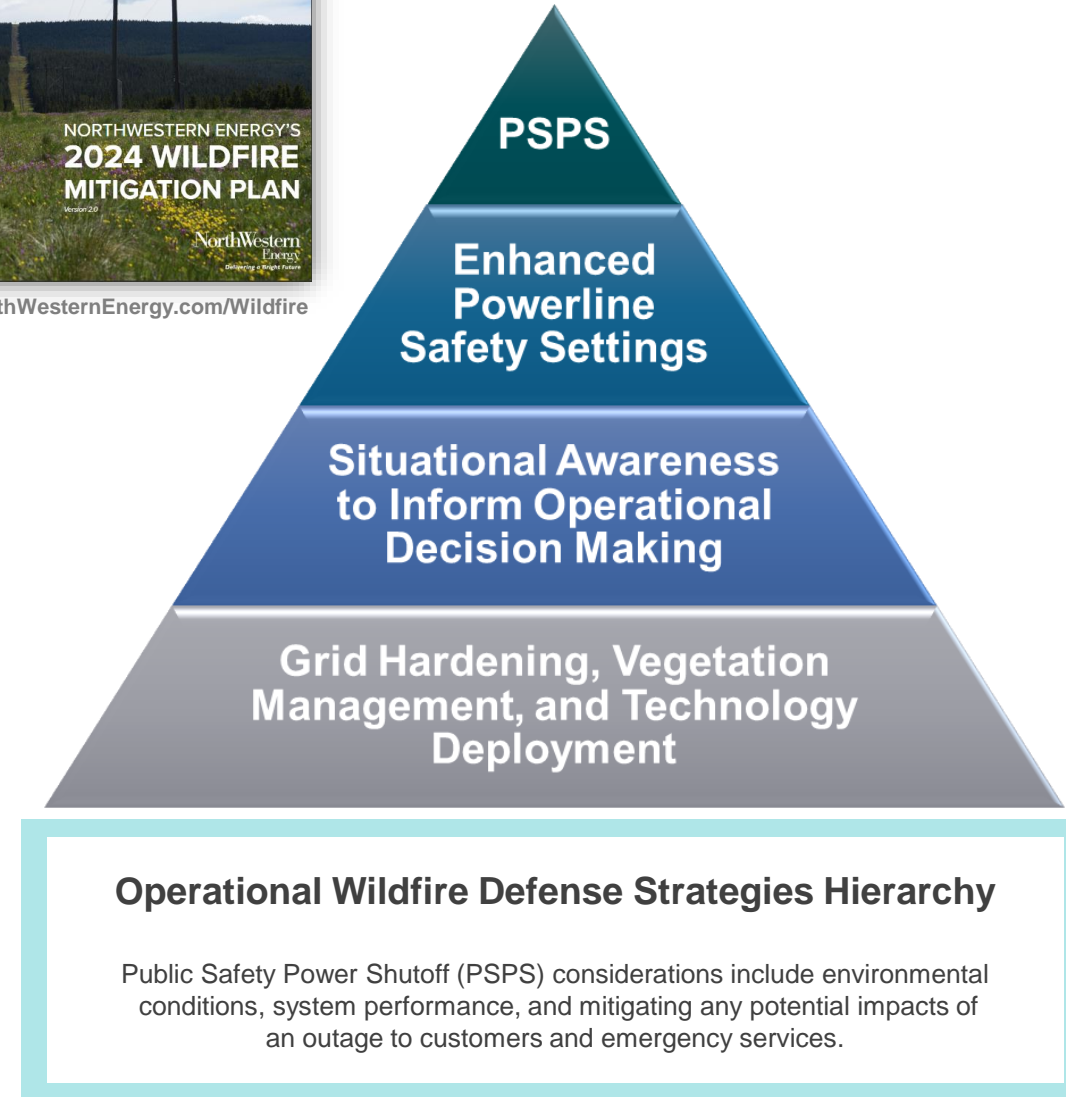 NORTHWESTERN ENERGY'S
2024 WILDFIRE
MITIGATION PLAN
Version 2.0
NorthWestern
Energy
Delivering a Bright Future
thWesternEnergy.com/Wildfire
PSPS
Enhanced
Powerline
Safety Settings
Situational Awareness
to Inform Operational
Decision Making
Grid Hardening, Vegetation
Management, and Technology
Deployment
Operational Wildfire Defense Strategies Hierarchy
Public Safety Power Shutoff (PSPS) considerations include environmental
conditions, system performance, and mitigating any potential impacts of
an outage to customers and emergency services.